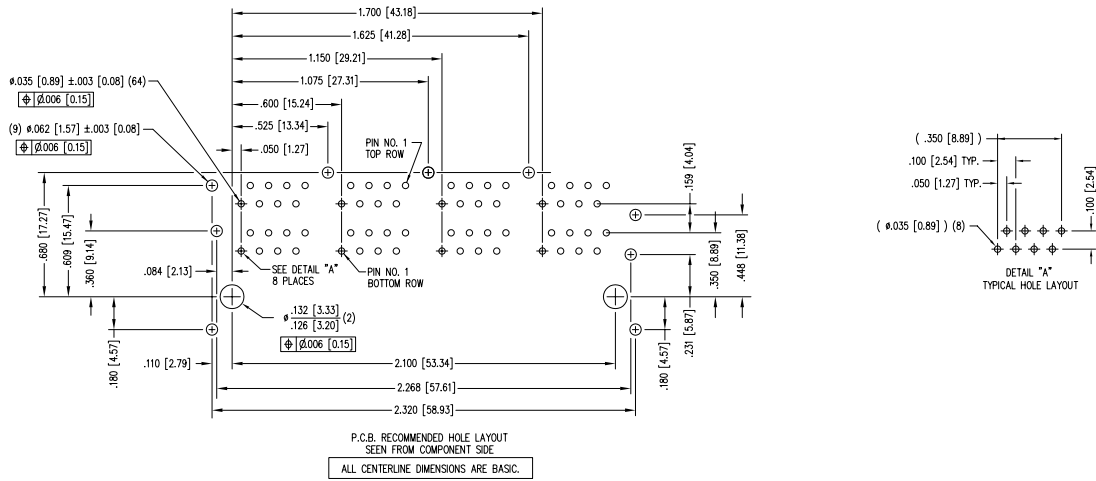 1.700 [43.18]
1.625 [41.28]
1.150 [29.21]
1.075 [27.31]
.600 [15.24]
.525 [13.34]
.050 [1.27]
ø.035 [0.89] ±.003 [0.08] (64)
⌖ Ø.006 [0.15]
(9) ø.062 [1.57] ±.003 [0.08]
⌖ Ø.006 [0.15]
PIN NO. 1
TOP ROW
.159 [4.04]
.680 [17.27]
.609 [15.47]
.360 [9.14]
.084 [2.13]
SEE DETAIL "A"
8 PLACES
PIN NO. 1
BOTTOM ROW
.350 [8.89]
.448 [11.38]
.231 [5.87]
ø .132 [3.33]
.126 [3.20] (2)
⌖ Ø.006 [0.15]
.180 [4.57]
.110 [2.79]
2.100 [53.34]
.180 [4.57]
2.268 [57.61]
2.320 [58.93]
P.C.B. RECOMMENDED HOLE LAYOUT
SEEN FROM COMPONENT SIDE
ALL CENTERLINE DIMENSIONS ARE BASIC.
( .350 [8.89] )
.100 [2.54] TYP.
.050 [1.27] TYP.
.100 [2.54]
( ø.035 [0.89] ) (8)
DETAIL "A"
TYPICAL HOLE LAYOUT